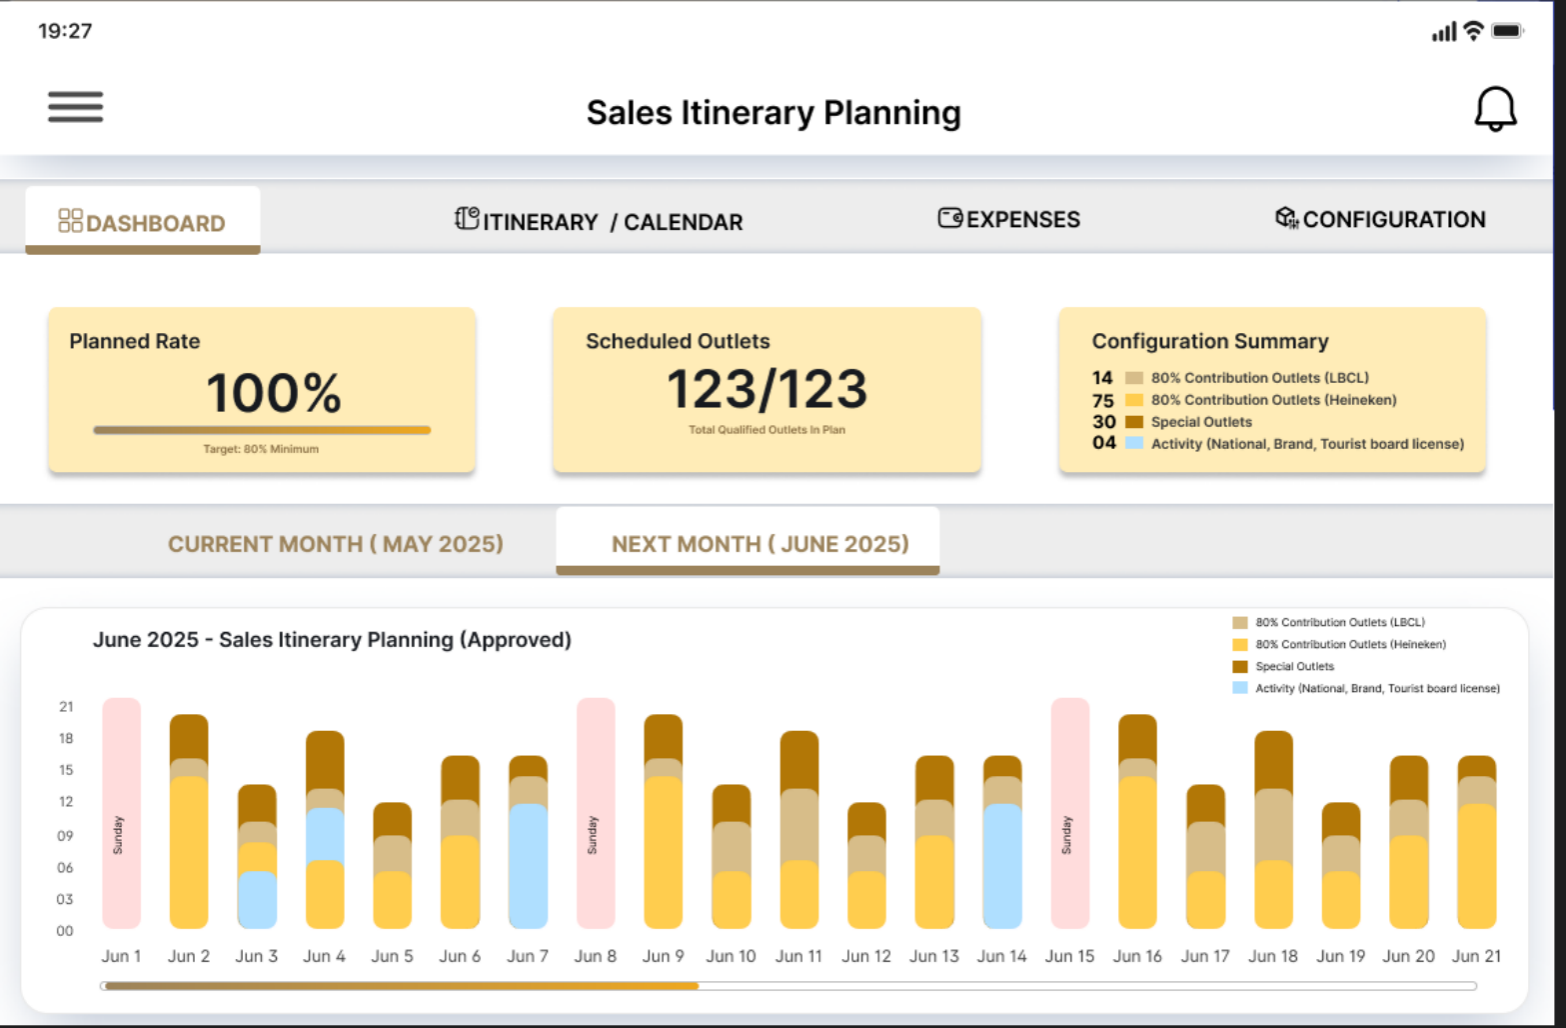 19:27
Sales Itinerary Planning
DASHBOARD
ITINERARY / CALENDAR
EXPENSES
CONFIGURATION
Planned Rate
100%
Target: 80% Minimum
Scheduled Outlets
123/123
Total Qualified Outlets In Plan
Configuration Summary
14 80% Contribution Outlets (LBCL)
75 80% Contribution Outlets (Heineken)
30 Special Outlets
04 Activity (National, Brand, Tourist board license)
CURRENT MONTH ( MAY 2025)
NEXT MONTH ( JUNE 2025)
June 2025 - Sales Itinerary Planning (Approved)
80% Contribution Outlets (LBCL)
80% Contribution Outlets (Heineken)
Special Outlets
Activity (National, Brand, Tourist board license)
21
18
15
12
09
06
03
00
Sunday
Sunday
Sunday
Jun 1 Jun 2 Jun 3 Jun 4 Jun 5 Jun 6 Jun 7 Jun 8 Jun 9 Jun 10 Jun 11 Jun 12 Jun 13 Jun 14 Jun 15 Jun 16 Jun 17 Jun 18 Jun 19 Jun 20 Jun 21